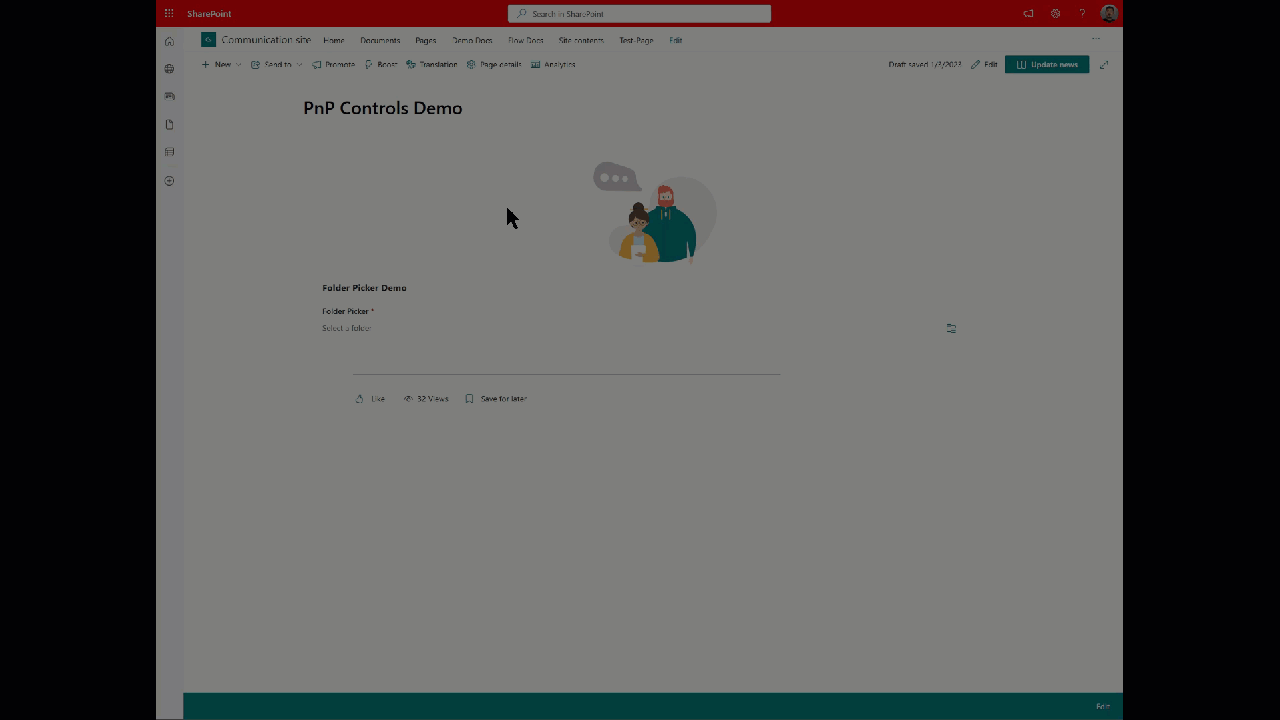 SharePoint
Search in SharePoint
?
Communication site Home Documents Pages Demo Docs Flow Docs Site contents Test-Page Edit
New Send to Promote Boost Translation Page details Analytics
Draft saved 1/3/2023 Edit Update news
PnP Controls Demo
Folder Picker Demo
Folder Picker *
Select a folder
Like 32 Views Save for later
Edit